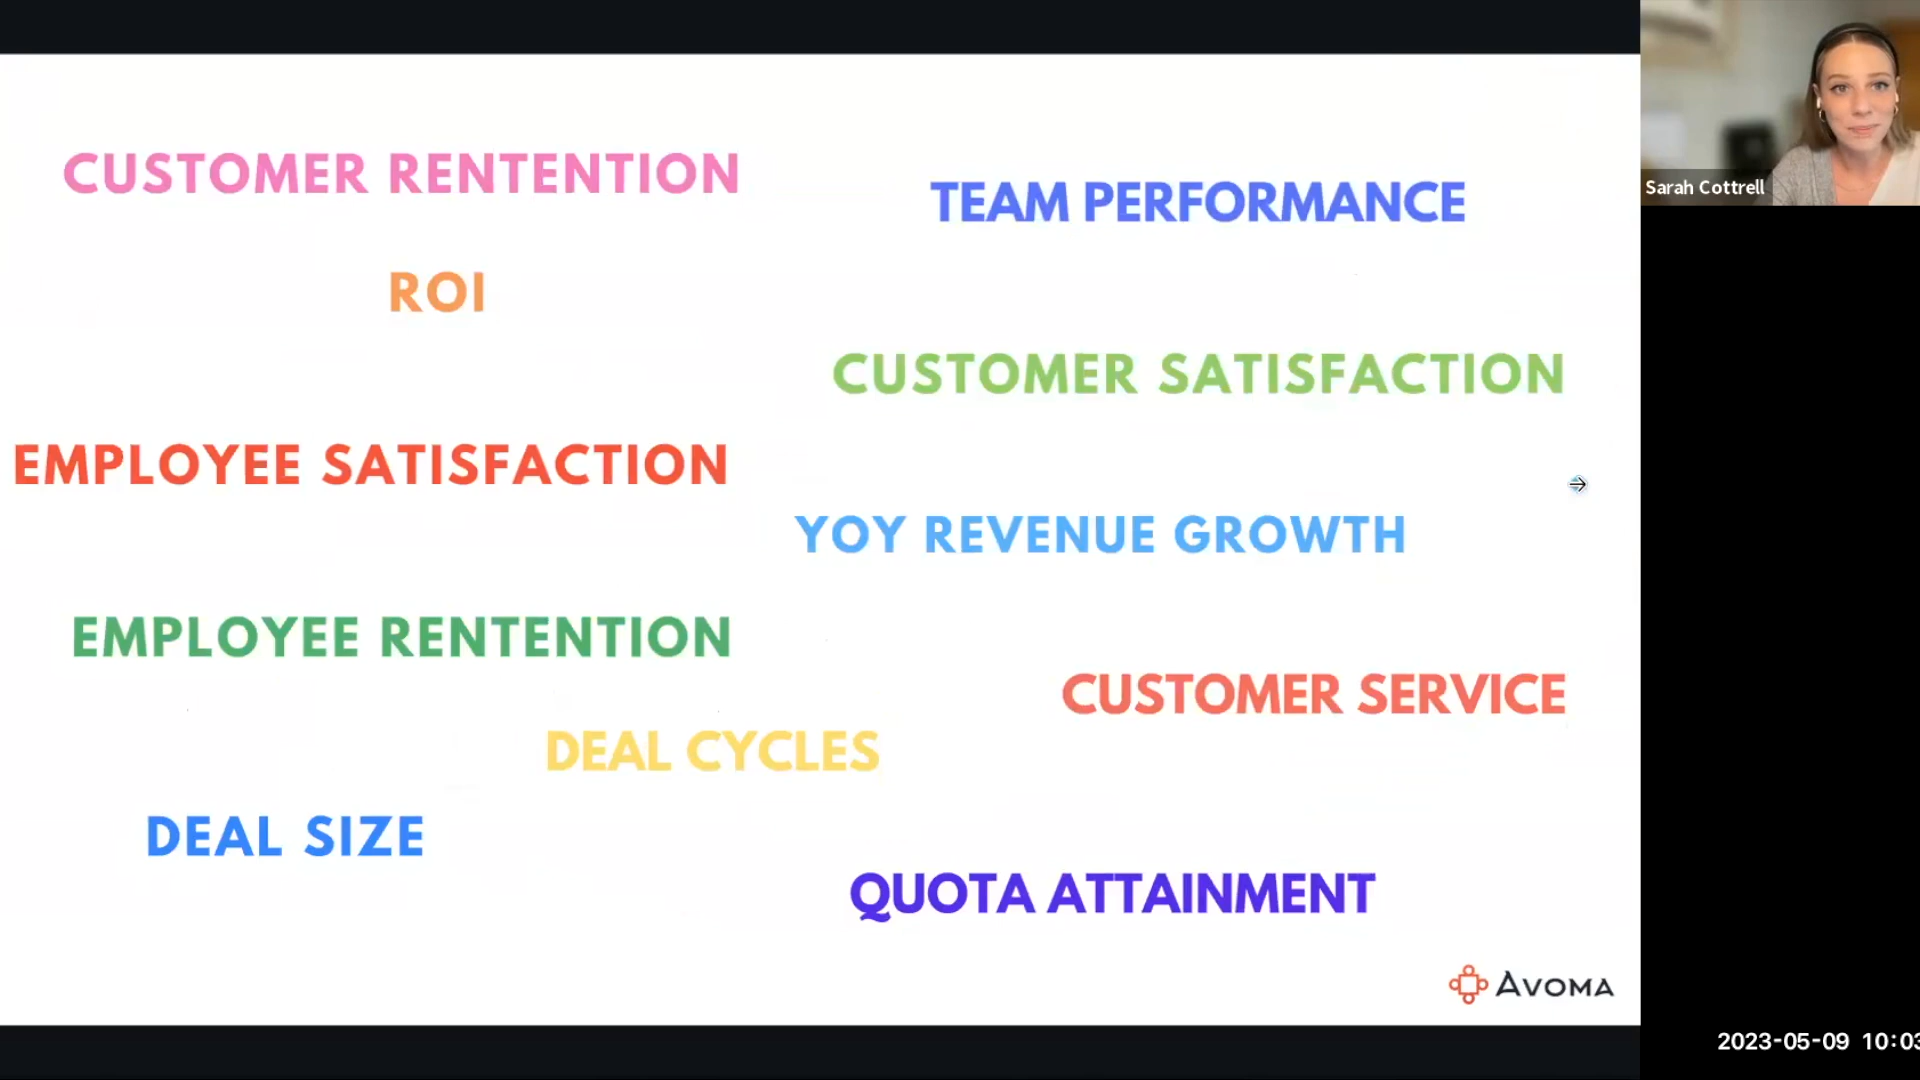 CUSTOMER RENTENTION
TEAM PERFORMANCE
ROI
CUSTOMER SATISFACTION
EMPLOYEE SATISFACTION
YOY REVENUE GROWTH
EMPLOYEE RENTENTION
CUSTOMER SERVICE
DEAL CYCLES
DEAL SIZE
QUOTA ATTAINMENT
AVOMA
Sarah Cottrell
2023-05-09 10:03